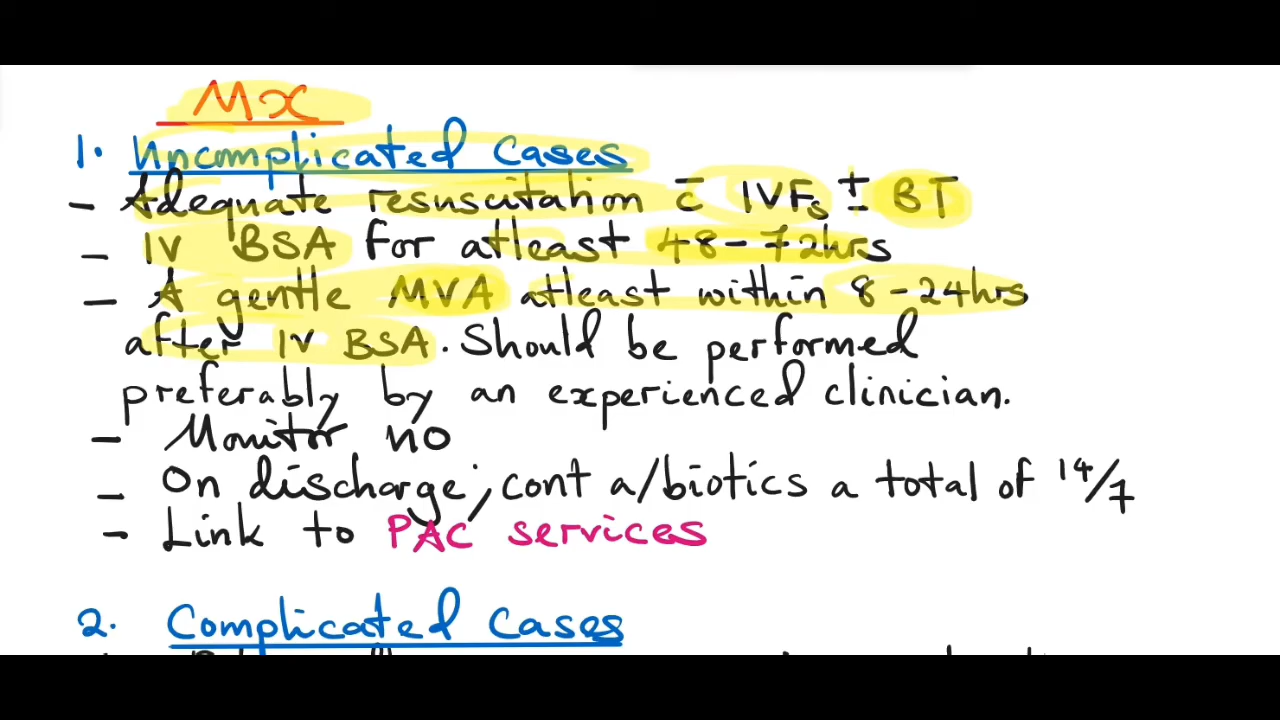 Mx
1. Uncomplicated Cases
- Adequate resuscitation c̄ IVFs ± BT
- IV BSA for atleast 48-72hrs
- A gentle MVA atleast within 8-24hrs
after IV BSA. Should be performed
preferably by an experienced clinician.
- Monitor
- On discharge; cont a/biotics a total of 14/7
- Link to PAC services
2. Complicated Cases